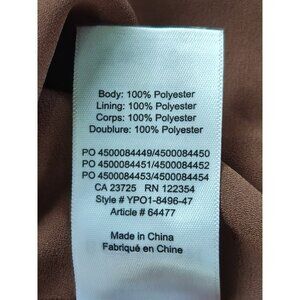 Body: 100% Polyester
Lining: 100% Polyester
Corps: 100% Polyester
Doublure: 100% Polyester
PO 4500084449/4500084450
PO 4500084451/4500084452
PO 4500084453/4500084454
CA 23725 RN 122354
Style # YPO1-8496-47
Article # 64477
Made in China
Fabriqué en Chine